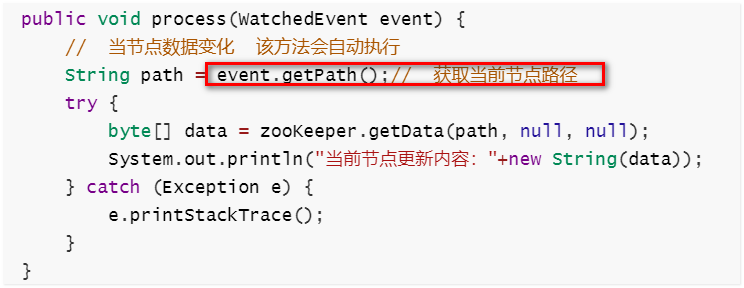 public void process(WatchedEvent event) {
// 当节点数据变化 该方法会自动执行
String path = event.getPath();// 获取当前节点路径
try {
byte[] data = zooKeeper.getData(path, null, null);
System.out.println("当前节点更新内容："+new String(data));
} catch (Exception e) {
e.printStackTrace();
}
}